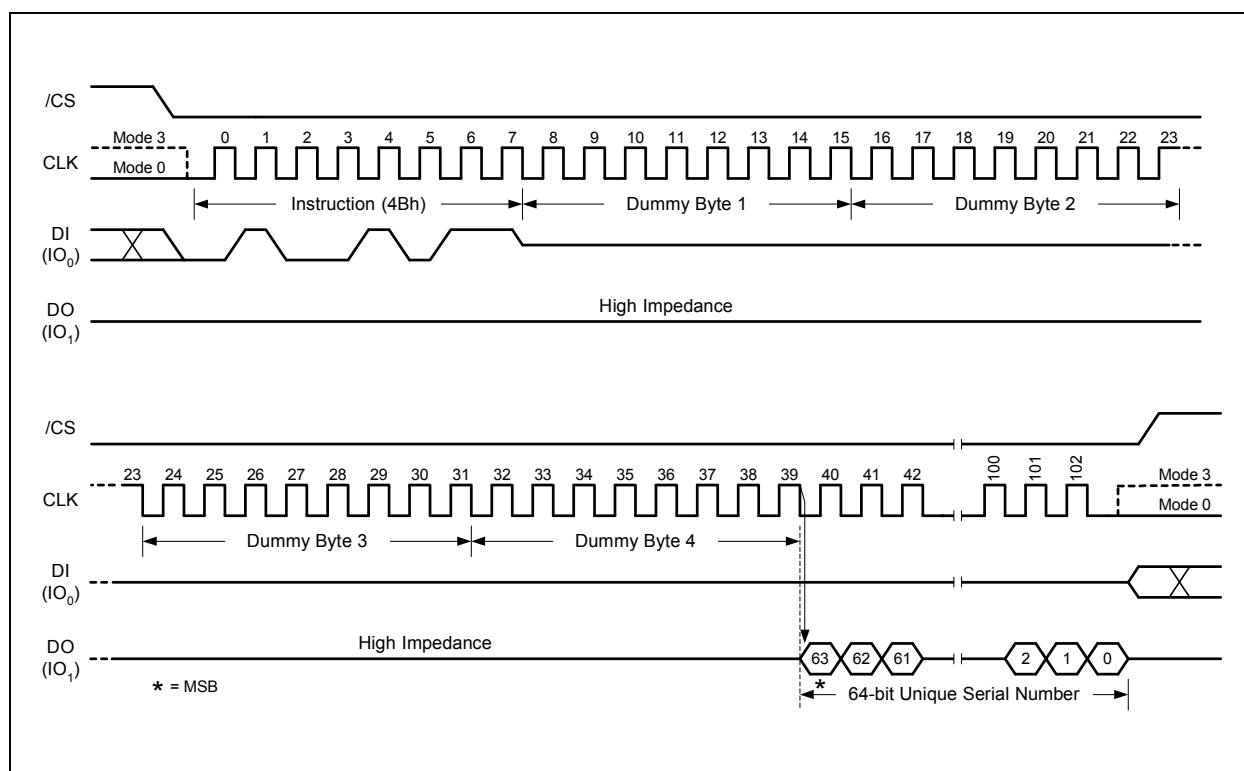 /CS
Mode 3 0 1 2 3 4 5 6 7 8 9 10 11 12 13 14 15 16 17 18 19 20 21 22 23
CLK Mode 0
Instruction (4Bh) Dummy Byte 1 Dummy Byte 2
DI
(IO0)
High Impedance
DO
(IO1)
/CS
23 24 25 26 27 28 29 30 31 32 33 34 35 36 37 38 39 40 41 42 100 101 102 Mode 3
CLK Mode 0
Dummy Byte 3 Dummy Byte 4
DI
(IO0)
High Impedance
DO
(IO1)
63 62 61 2 1 0
* = MSB * 64-bit Unique Serial Number